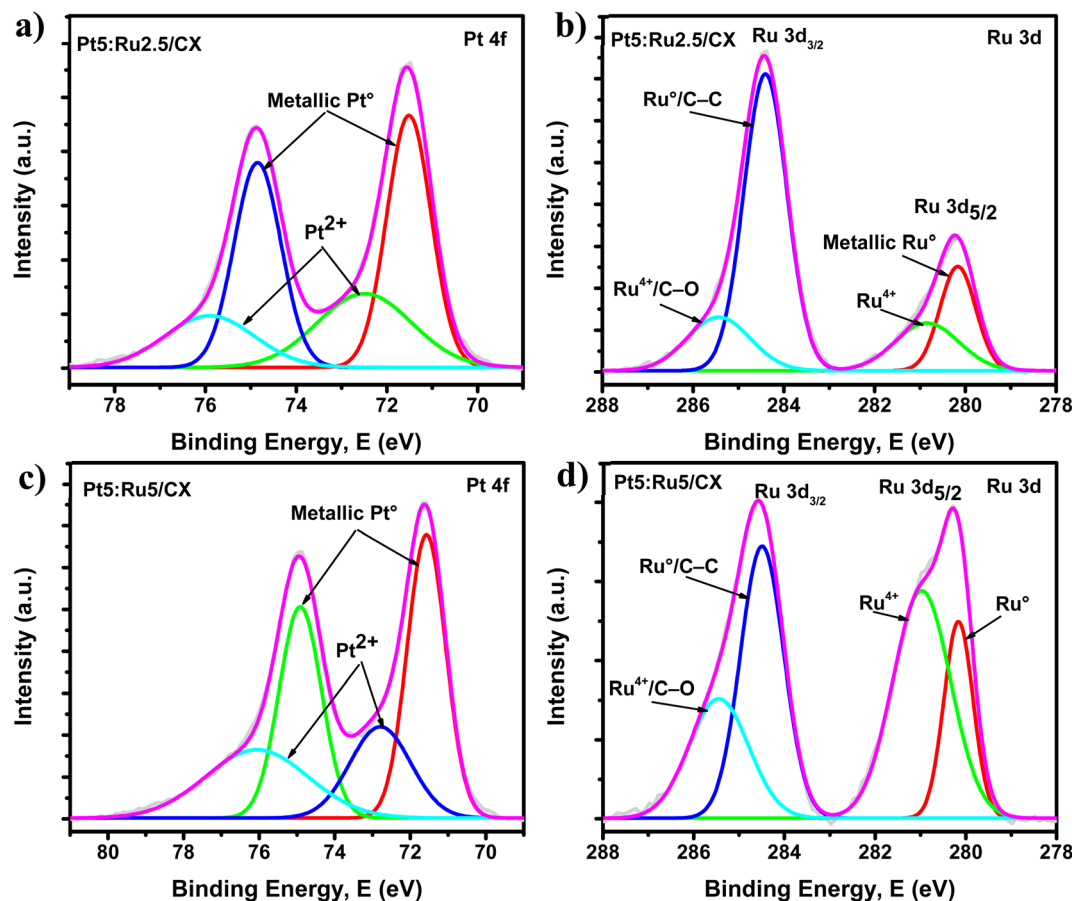 a)
Pt5:Ru2.5/CX
Pt 4f
Metallic Pt°
Pt2+
Intensity (a.u.)
78 76 74 72 70
Binding Energy, E (eV)
b)
Pt5:Ru2.5/CX
Ru 3d3/2
Ru 3d
Ru°/C–C
Ru 3d5/2
Metallic Ru°
Ru4+/C–O
Ru4+
Intensity (a.u.)
288 286 284 282 280 278
Binding Energy, E (eV)
c)
Pt5:Ru5/CX
Pt 4f
Metallic Pt°
Pt2+
Intensity (a.u.)
80 78 76 74 72 70
Binding Energy, E (eV)
d)
Pt5:Ru5/CX
Ru 3d3/2
Ru 3d5/2
Ru 3d
Ru°/C–C
Ru4+
Ru°
Ru4+/C–O
Intensity (a.u.)
288 286 284 282 280 278
Binding Energy, E (eV)